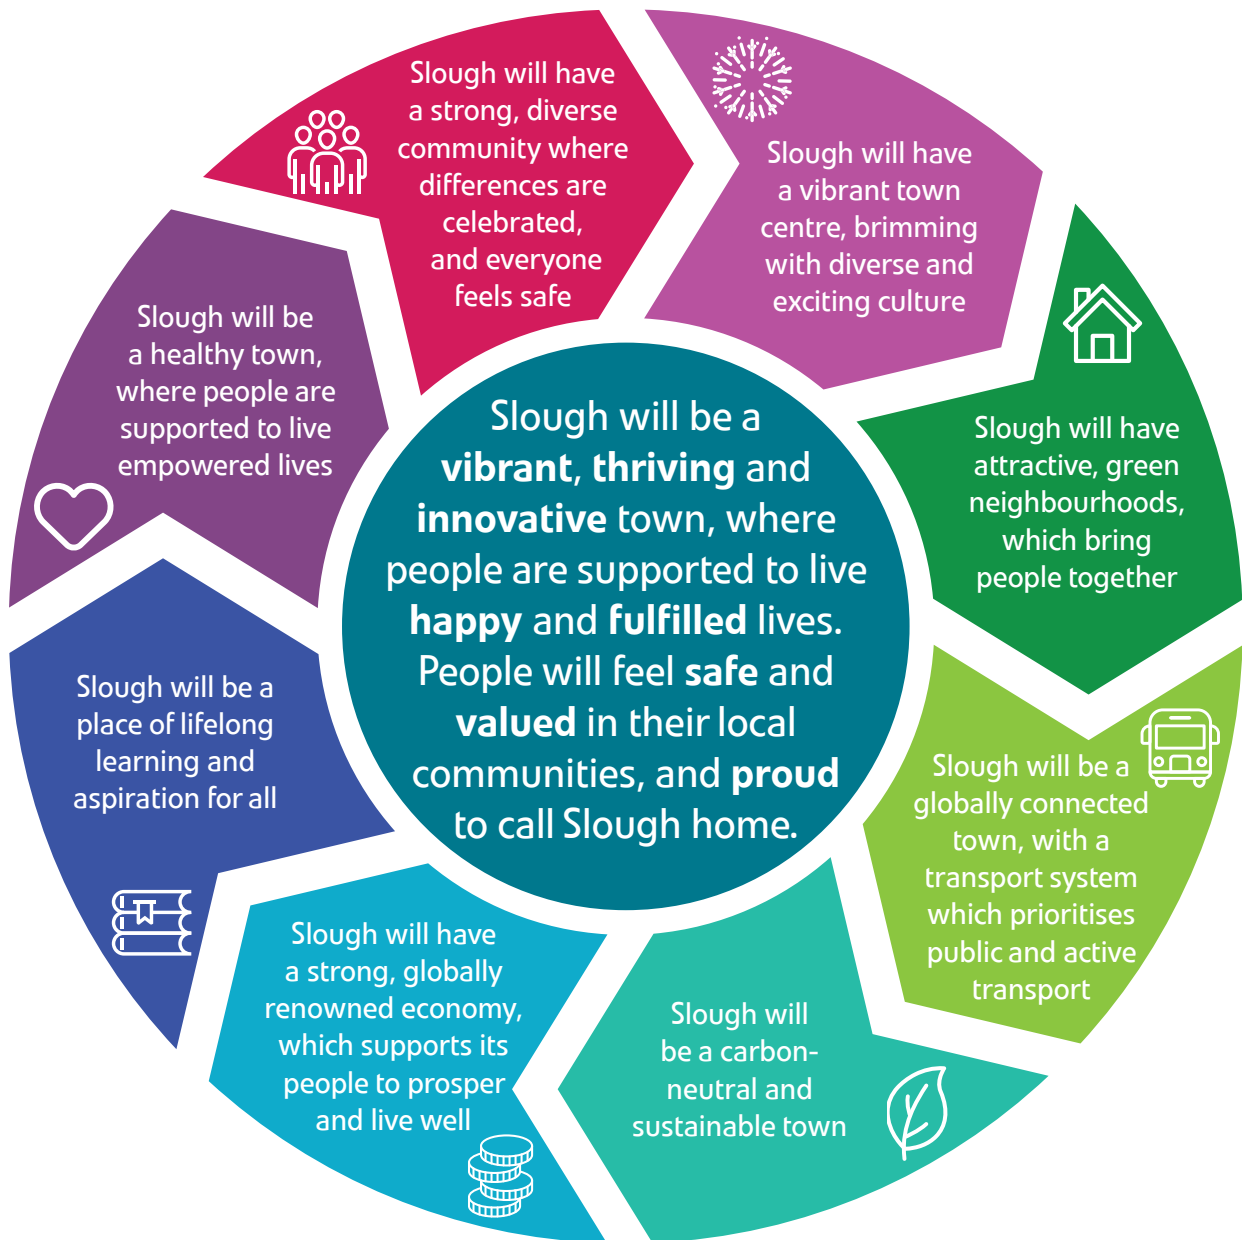 Slough will have
a strong, diverse
community where
differences are
celebrated,
and everyone
feels safe
Slough will have
a vibrant town
centre, brimming
with diverse and
exciting culture
Slough will have
attractive, green
neighbourhoods,
which bring
people together
Slough will be a
globally connected
town, with a
transport system
which prioritises
public and active
transport
Slough will
be a carbon-
neutral and
sustainable town
Slough will have
a strong, globally
renowned economy,
which supports its
people to prosper
and live well
Slough will be a
place of lifelong
learning and
aspiration for all
Slough will be
a healthy town,
where people are
supported to live
empowered lives
Slough will be a
vibrant, thriving and
innovative town, where
people are supported to live
happy and fulfilled lives.
People will feel safe and
valued in their local
communities, and proud
to call Slough home.